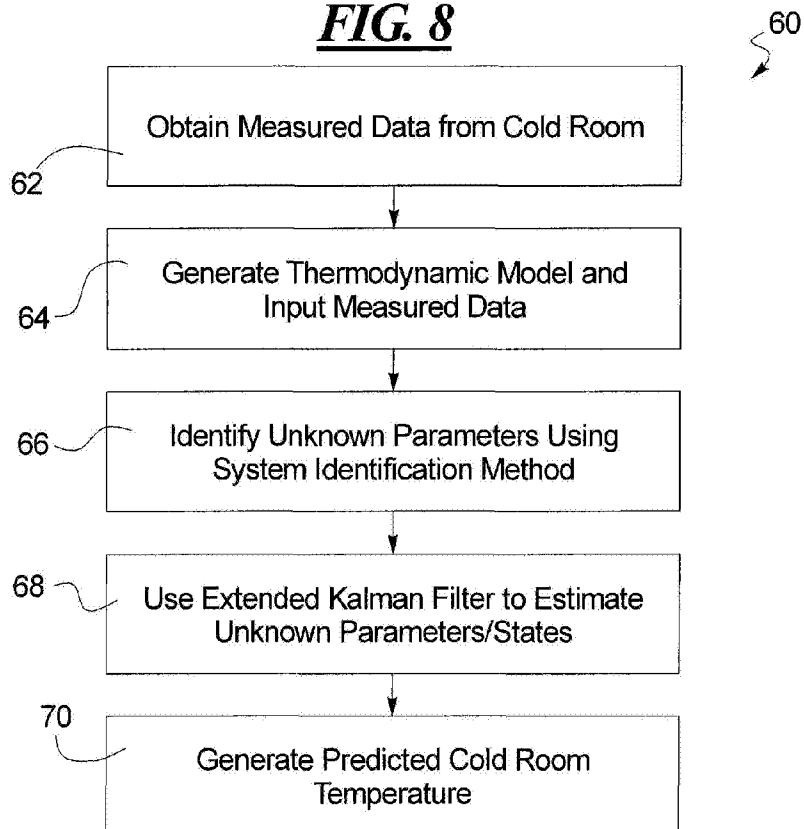 FIG. 8
60
Obtain Measured Data from Cold Room
62
Generate Thermodynamic Model and
Input Measured Data
64
Identify Unknown Parameters Using
System Identification Method
66
Use Extended Kalman Filter to Estimate
Unknown Parameters/States
68
Generate Predicted Cold Room
Temperature
70